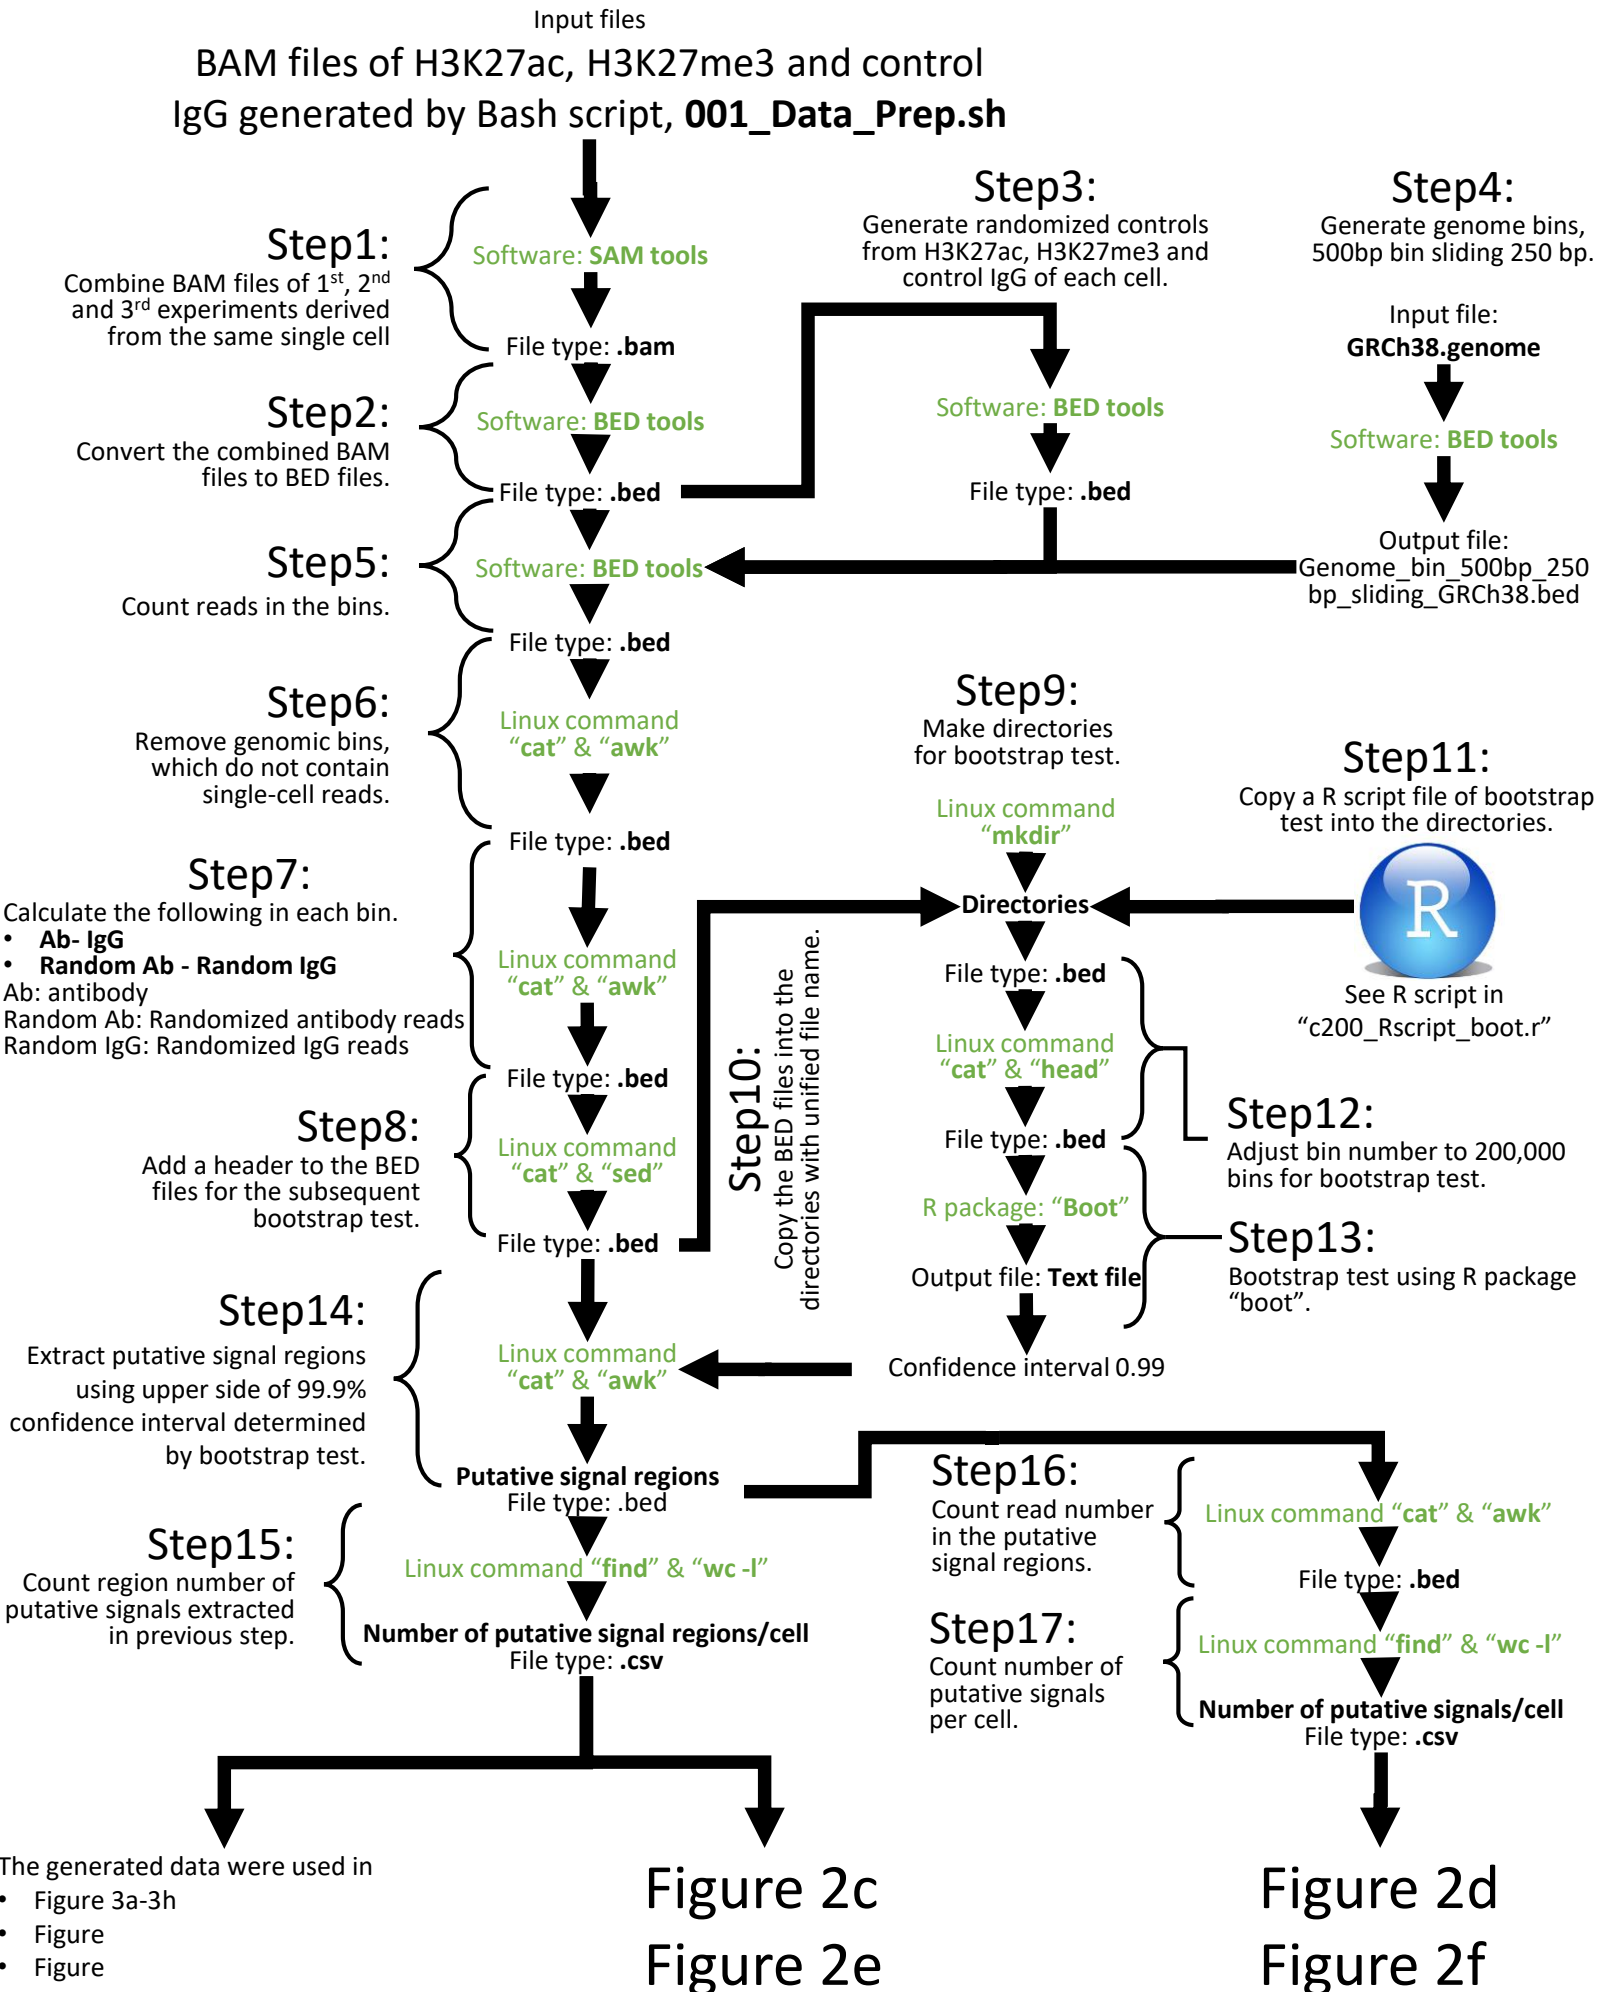 Input files
BAM files of H3K27ac, H3K27me3 and control
IgG generated by Bash script, 001_Data_Prep.sh
Step1:
Combine BAM files of 1st, 2nd
and 3rd experiments derived
from the same single cell
Software: SAM tools
File type: .bam
Step2:
Convert the combined BAM
files to BED files.
Software: BED tools
File type: .bed
Step3:
Generate randomized controls
from H3K27ac, H3K27me3 and
control IgG of each cell.
Software: BED tools
File type: .bed
Step4:
Generate genome bins,
500bp bin sliding 250 bp.
Input file:
GRCh38.genome
Software: BED tools
Output file:
Genome_bin_500bp_250
bp_sliding_GRCh38.bed
Step5:
Count reads in the bins.
Software: BED tools
File type: .bed
Step6:
Remove genomic bins,
which do not contain
single-cell reads.
Linux command
“cat” & “awk”
File type: .bed
Step7:
Calculate the following in each bin.
• Ab- IgG
• Random Ab - Random IgG
Ab: antibody
Random Ab: Randomized antibody reads
Random IgG: Randomized IgG reads
Linux command
“cat” & “awk”
File type: .bed
Step8:
Add a header to the BED
files for the subsequent
bootstrap test.
Linux command
“cat” & “sed”
File type: .bed
Step9:
Make directories
for bootstrap test.
Linux command
“mkdir”
Directories
Step10:
Copy the BED files into the
directories with unified file name.
Step11:
Copy a R script file of bootstrap
test into the directories.
R
See R script in
“c200_Rscript_boot.r”
File type: .bed
Linux command
“cat” & “head”
File type: .bed
Step12:
Adjust bin number to 200,000
bins for bootstrap test.
R package: “Boot”
Output file: Text file
Step13:
Bootstrap test using R package
“boot”.
Confidence interval 0.99
Step14:
Extract putative signal regions
using upper side of 99.9%
confidence interval determined
by bootstrap test.
Linux command
“cat” & “awk”
Putative signal regions
File type: .bed
Step15:
Count region number of
putative signals extracted
in previous step.
Linux command “find” & “wc -l”
Number of putative signal regions/cell
File type: .csv
Step16:
Count read number
in the putative
signal regions.
Linux command “cat” & “awk”
File type: .bed
Step17:
Count number of
putative signals
per cell.
Linux command “find” & “wc -l”
Number of putative signals/cell
File type: .csv
The generated data were used in
• Figure 3a-3h
• Figure
• Figure
Figure 2c
Figure 2e
Figure 2d
Figure 2f